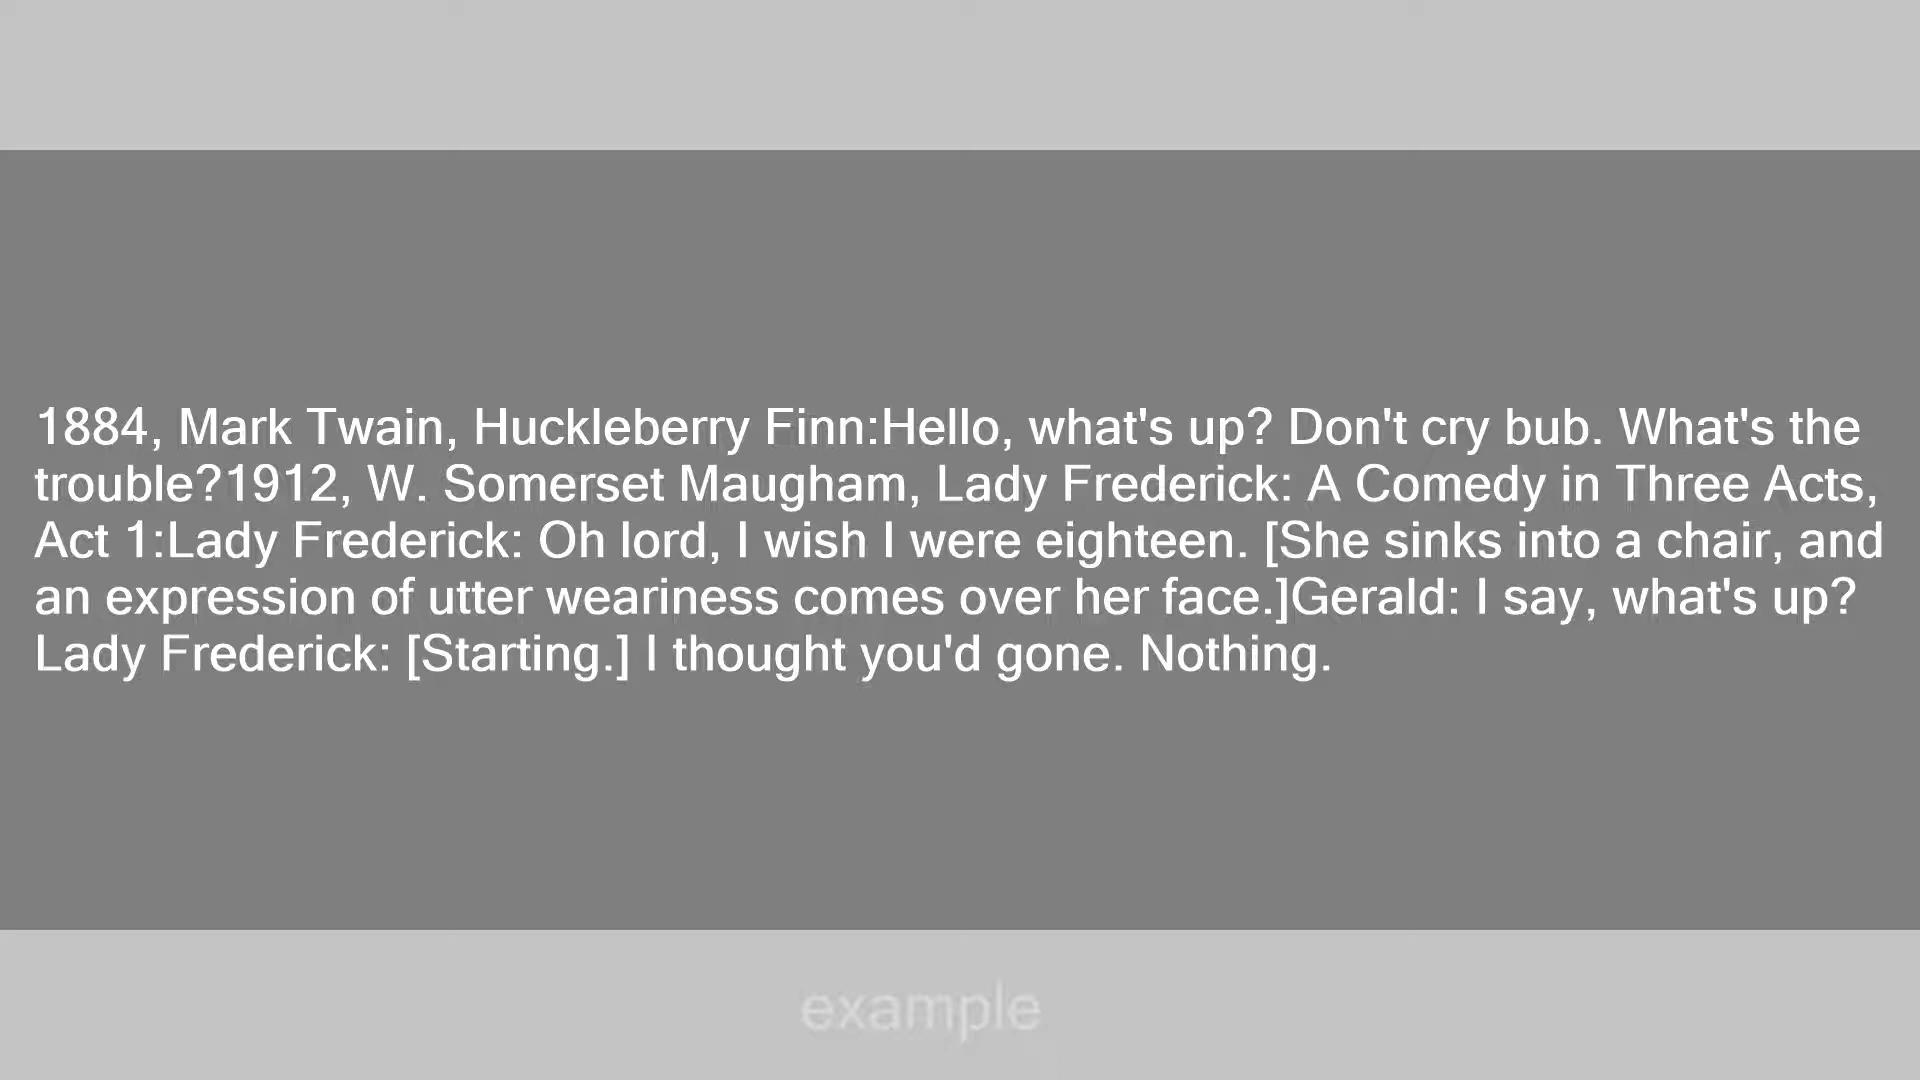 1884, Mark Twain, Huckleberry Finn:Hello, what's up? Don't cry bub. What's the
trouble?1912, W. Somerset Maugham, Lady Frederick: A Comedy in Three Acts,
Act 1:Lady Frederick: Oh lord, I wish I were eighteen. [She sinks into a chair, and
an expression of utter weariness comes over her face.]Gerald: I say, what's up?
Lady Frederick: [Starting.] I thought you'd gone. Nothing.
example